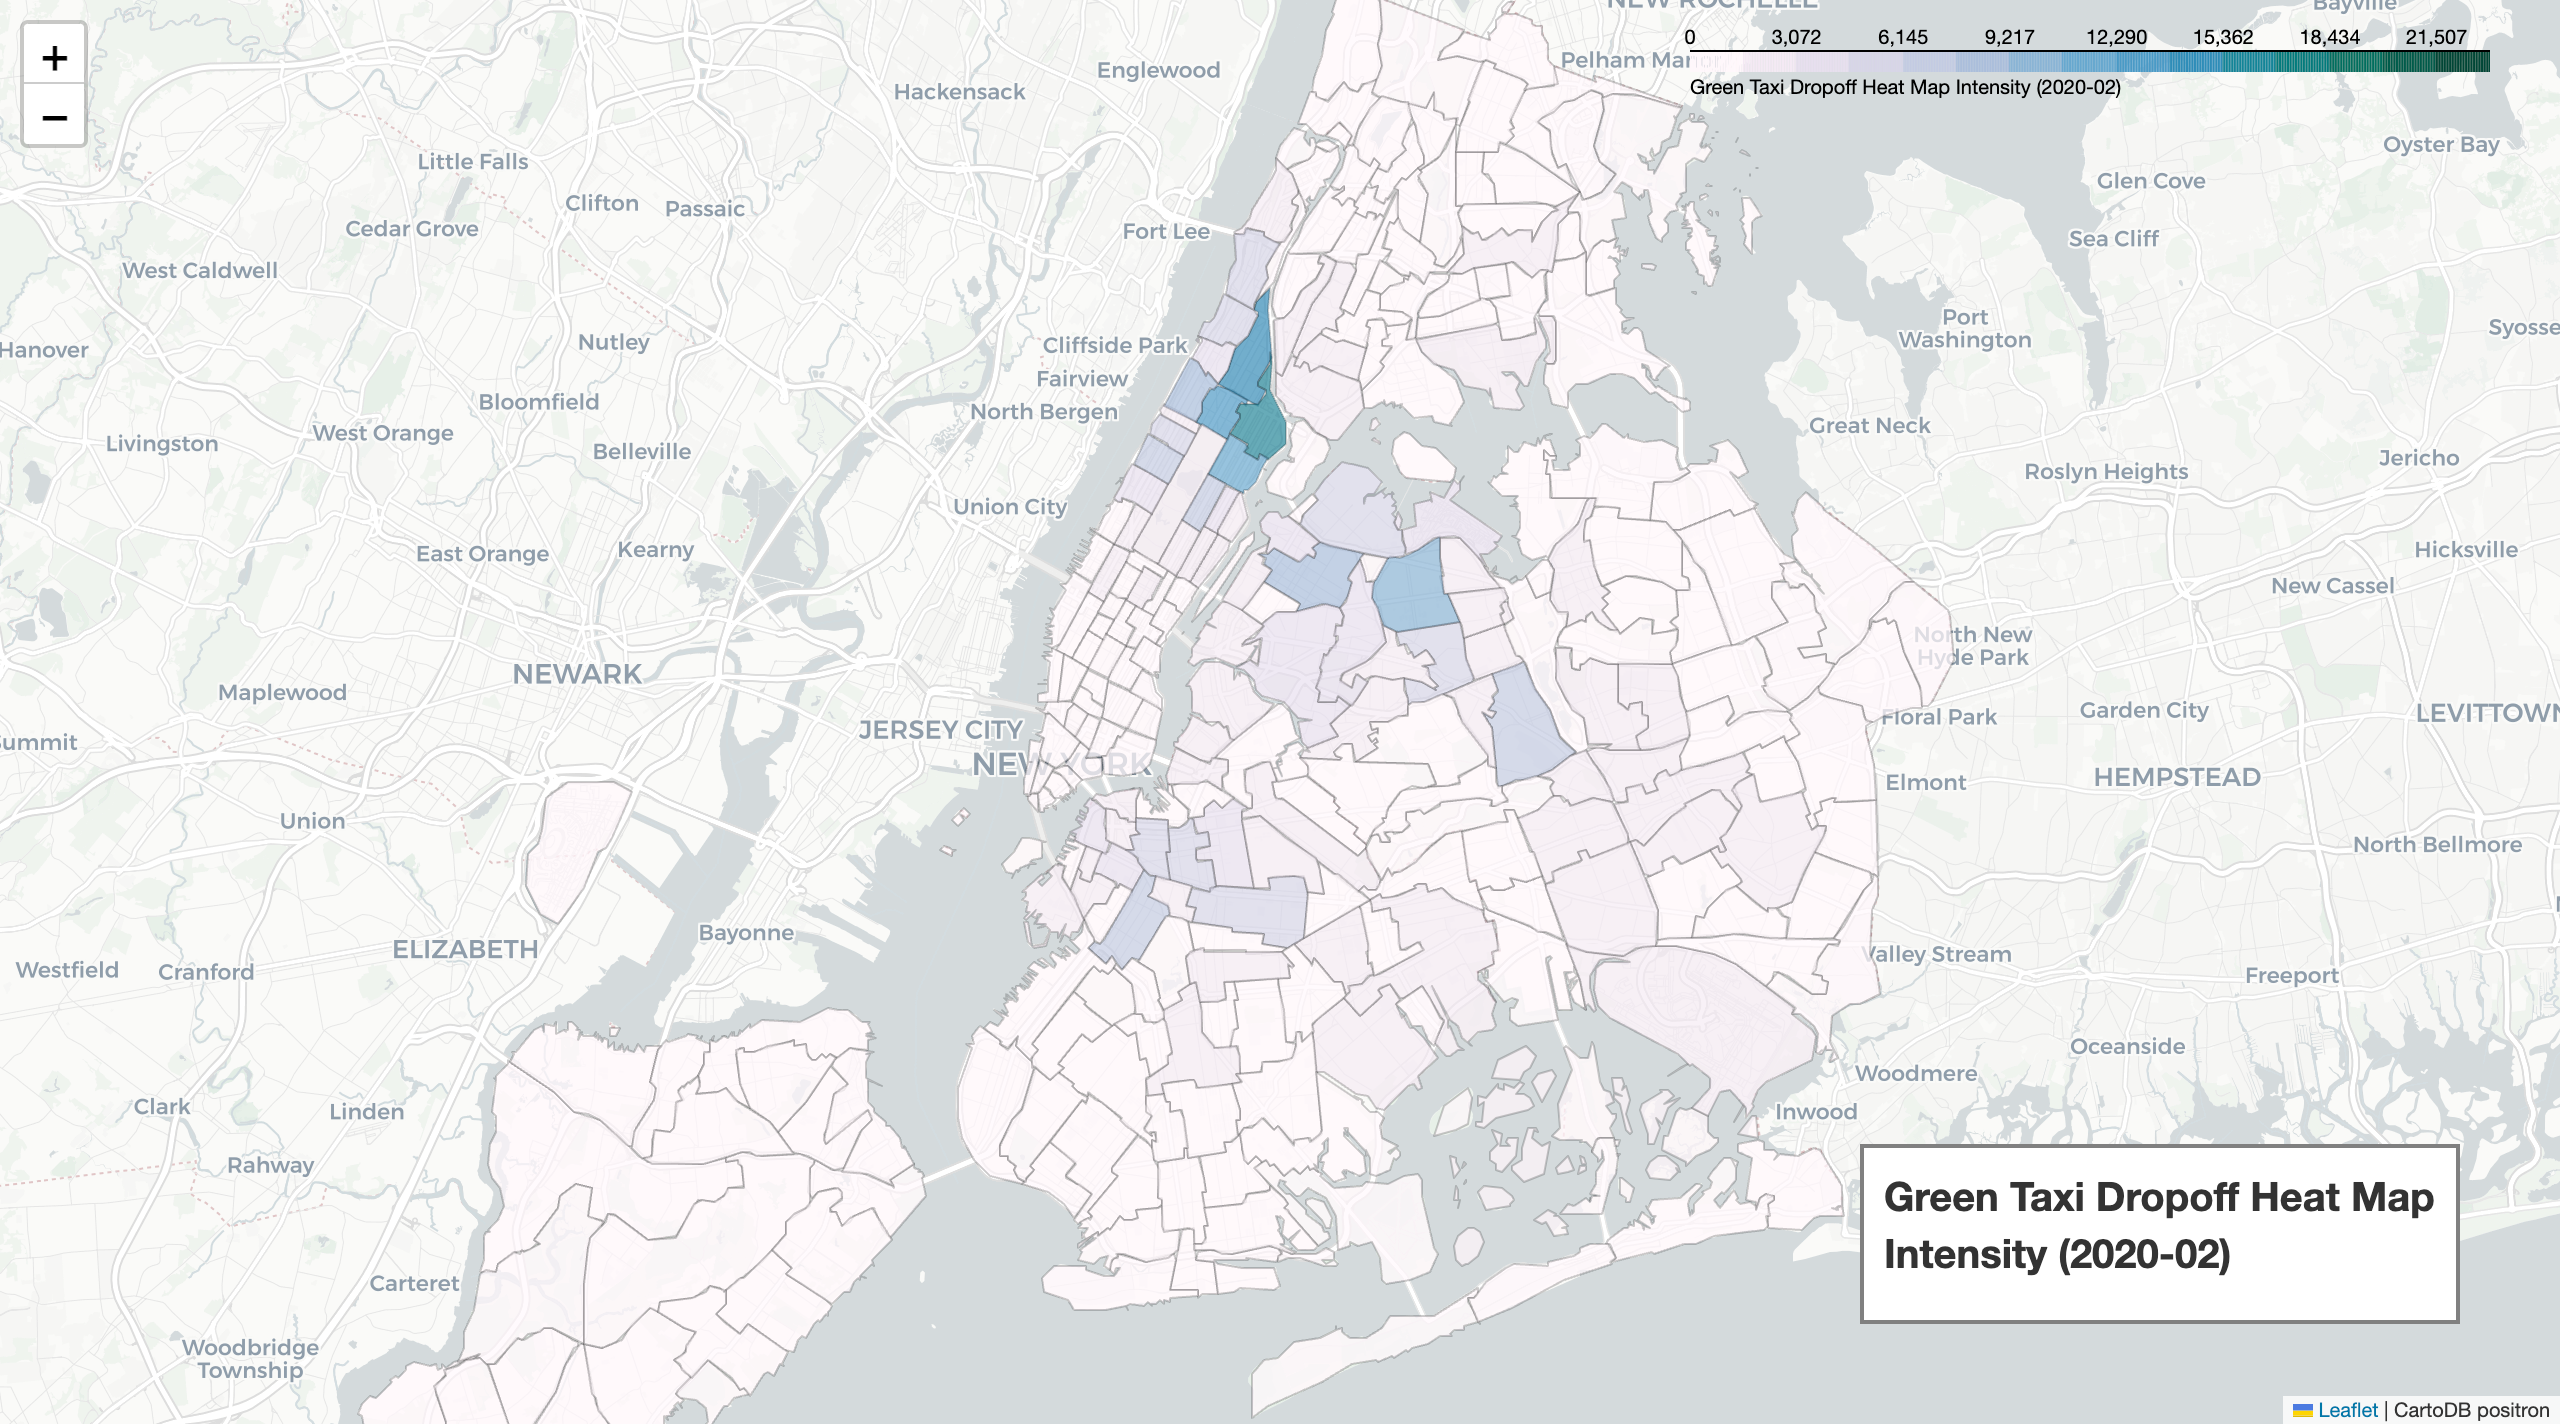 +
−
NEW ROCHELLE
Bayville
0 3,072 6,145 9,217 12,290 15,362 18,434 21,507
Green Taxi Dropoff Heat Map Intensity (2020-02)
Pelham Manor
Englewood
Hackensack
Oyster Bay
Little Falls
Glen Cove
Clifton
Passaic
Cedar Grove
Fort Lee
Sea Cliff
West Caldwell
Port
Washington
Syosse
Nutley
Cliffside Park
Hanover
Fairview
Bloomfield
North Bergen
Great Neck
West Orange
Livingston
Belleville
Jericho
Roslyn Heights
Union City
East Orange
Kearny
Hicksville
New Cassel
North New
Hyde Park
NEWARK
Maplewood
Garden City
LEVITTOWN
Floral Park
JERSEY CITY
Summit
NEW YORK
HEMPSTEAD
Elmont
Union
North Bellmore
Bayonne
ELIZABETH
Valley Stream
Westfield
Cranford
Freeport
Oceanside
Woodmere
Clark
Linden
Inwood
Rahway
Green Taxi Dropoff Heat Map
Intensity (2020-02)
Carteret
Woodbridge
Township
Leaflet | CartoDB positron